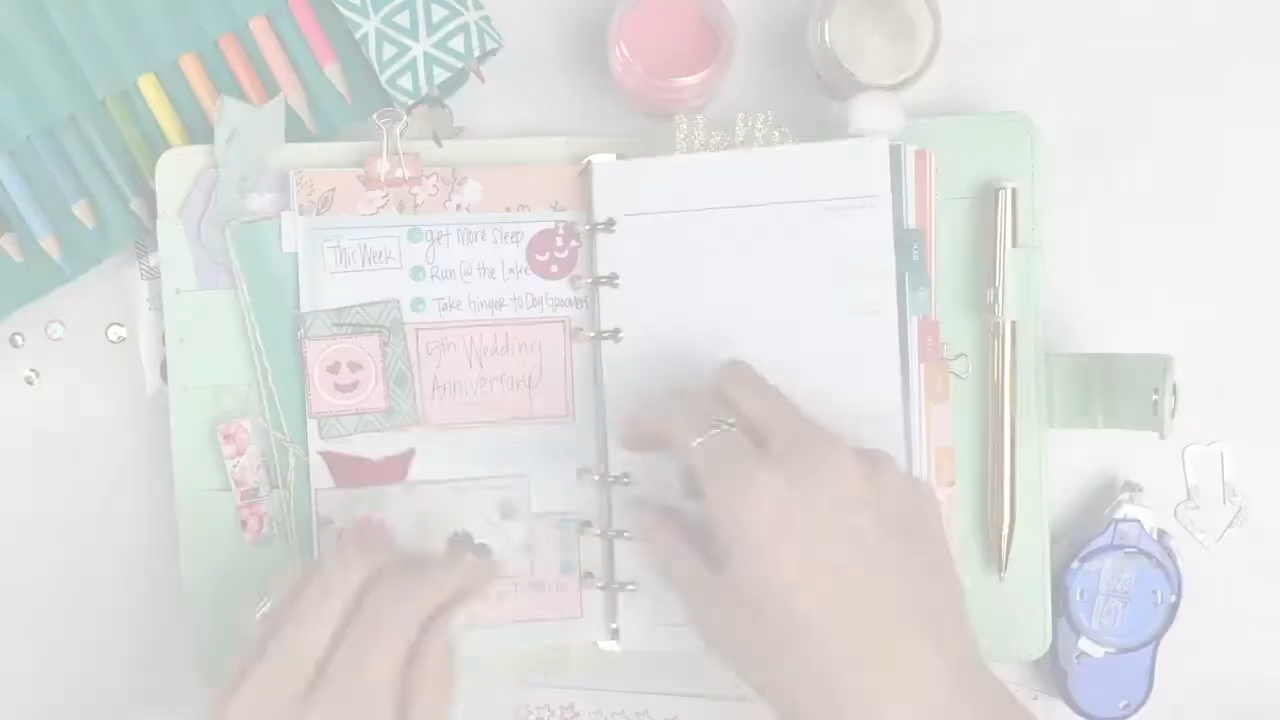 This Week
get more sleep
Run @ the Lake
Take Ginger to Dog Groomers
5th Wedding
Anniversary